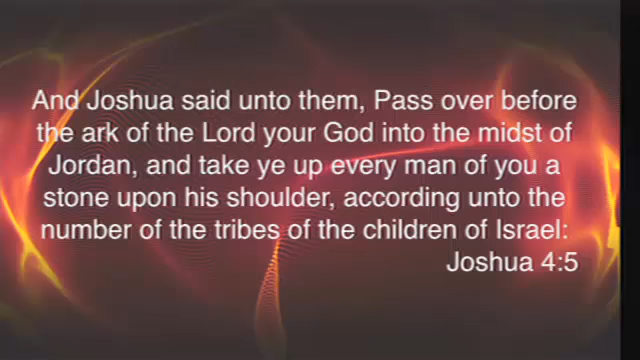 And Joshua said unto them, Pass over before
the ark of the Lord your God into the midst of
Jordan, and take ye up every man of you a
stone upon his shoulder, according unto the
number of the tribes of the children of Israel:
Joshua 4:5